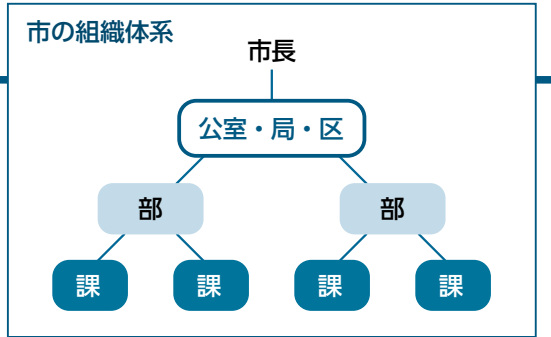 市の組織体系
市長
公室・局・区
部 部
課 課 課 課